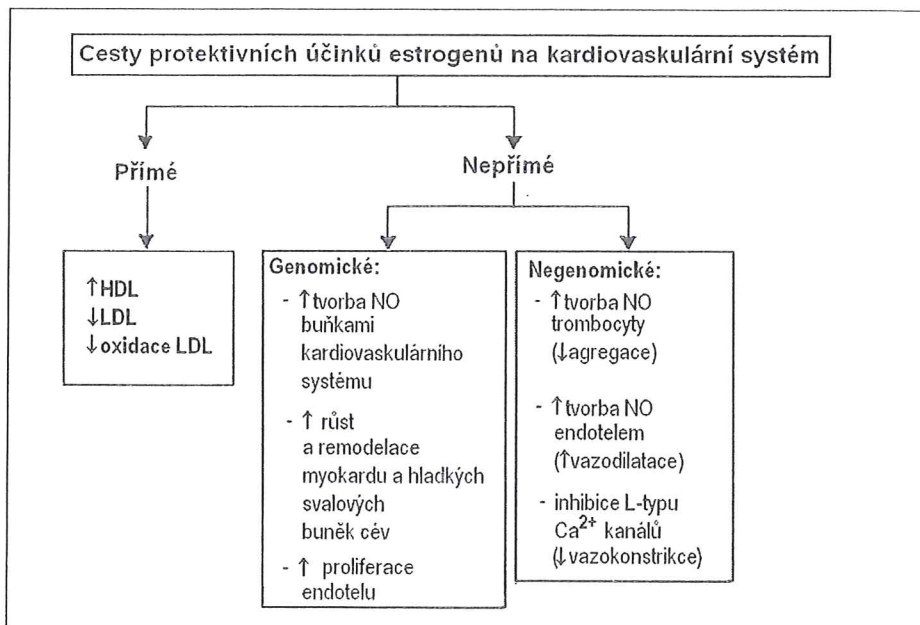 Cesty protektivních účinků estrogenů na kardiovaskulární systém
Přímé
Nepřímé
↑HDL
↓LDL
↓oxidace LDL
Genomické:
- ↑tvorba NO
buňkami
kardiovaskulárního
systému
- ↑ růst
a remodelace
myokardu a hladkých
svalových
buněk cév
- ↑ proliferace
endotelu
Negenomické:
- ↑tvorba NO
trombocyty
(↓agregace)
- ↑tvorba NO
endotelem
(↑vazodilatace)
- inhibice L-typu
Ca²⁺ kanálů
(↓vazokonstrikce)